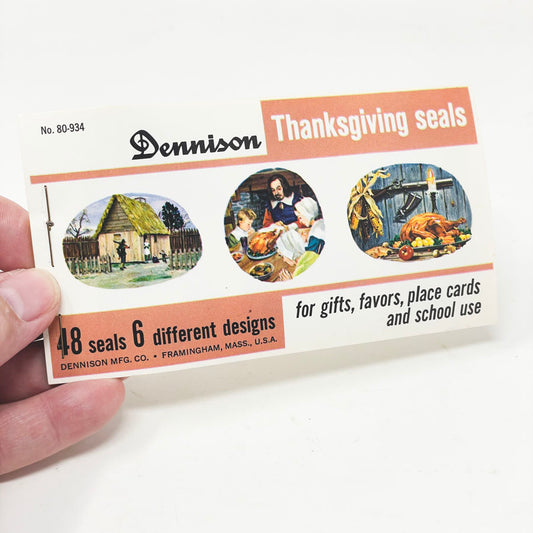 No. 80-934
Dennison
Thanksgiving seals
48 seals 6 different designs
DENNISON MFG. CO. • FRAMINGHAM, MASS., U.S.A.
for gifts, favors, place cards
and school use